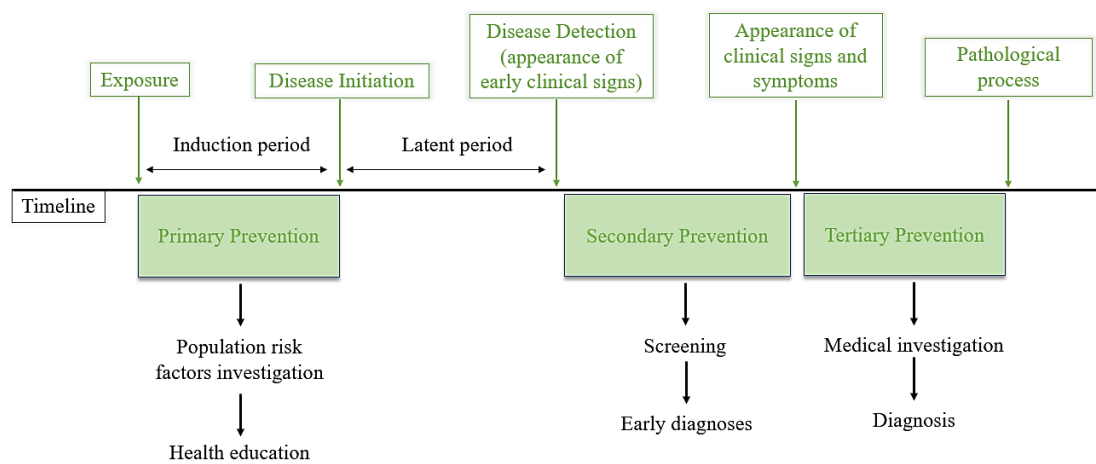 Exposure
Disease Initiation
Disease Detection
(appearance of
early clinical signs)
Appearance of
clinical signs and
symptoms
Pathological
process
Induction period
Latent period
Timeline
Primary Prevention
Secondary Prevention
Tertiary Prevention
Population risk
factors investigation
Health education
Screening
Early diagnoses
Medical investigation
Diagnosis